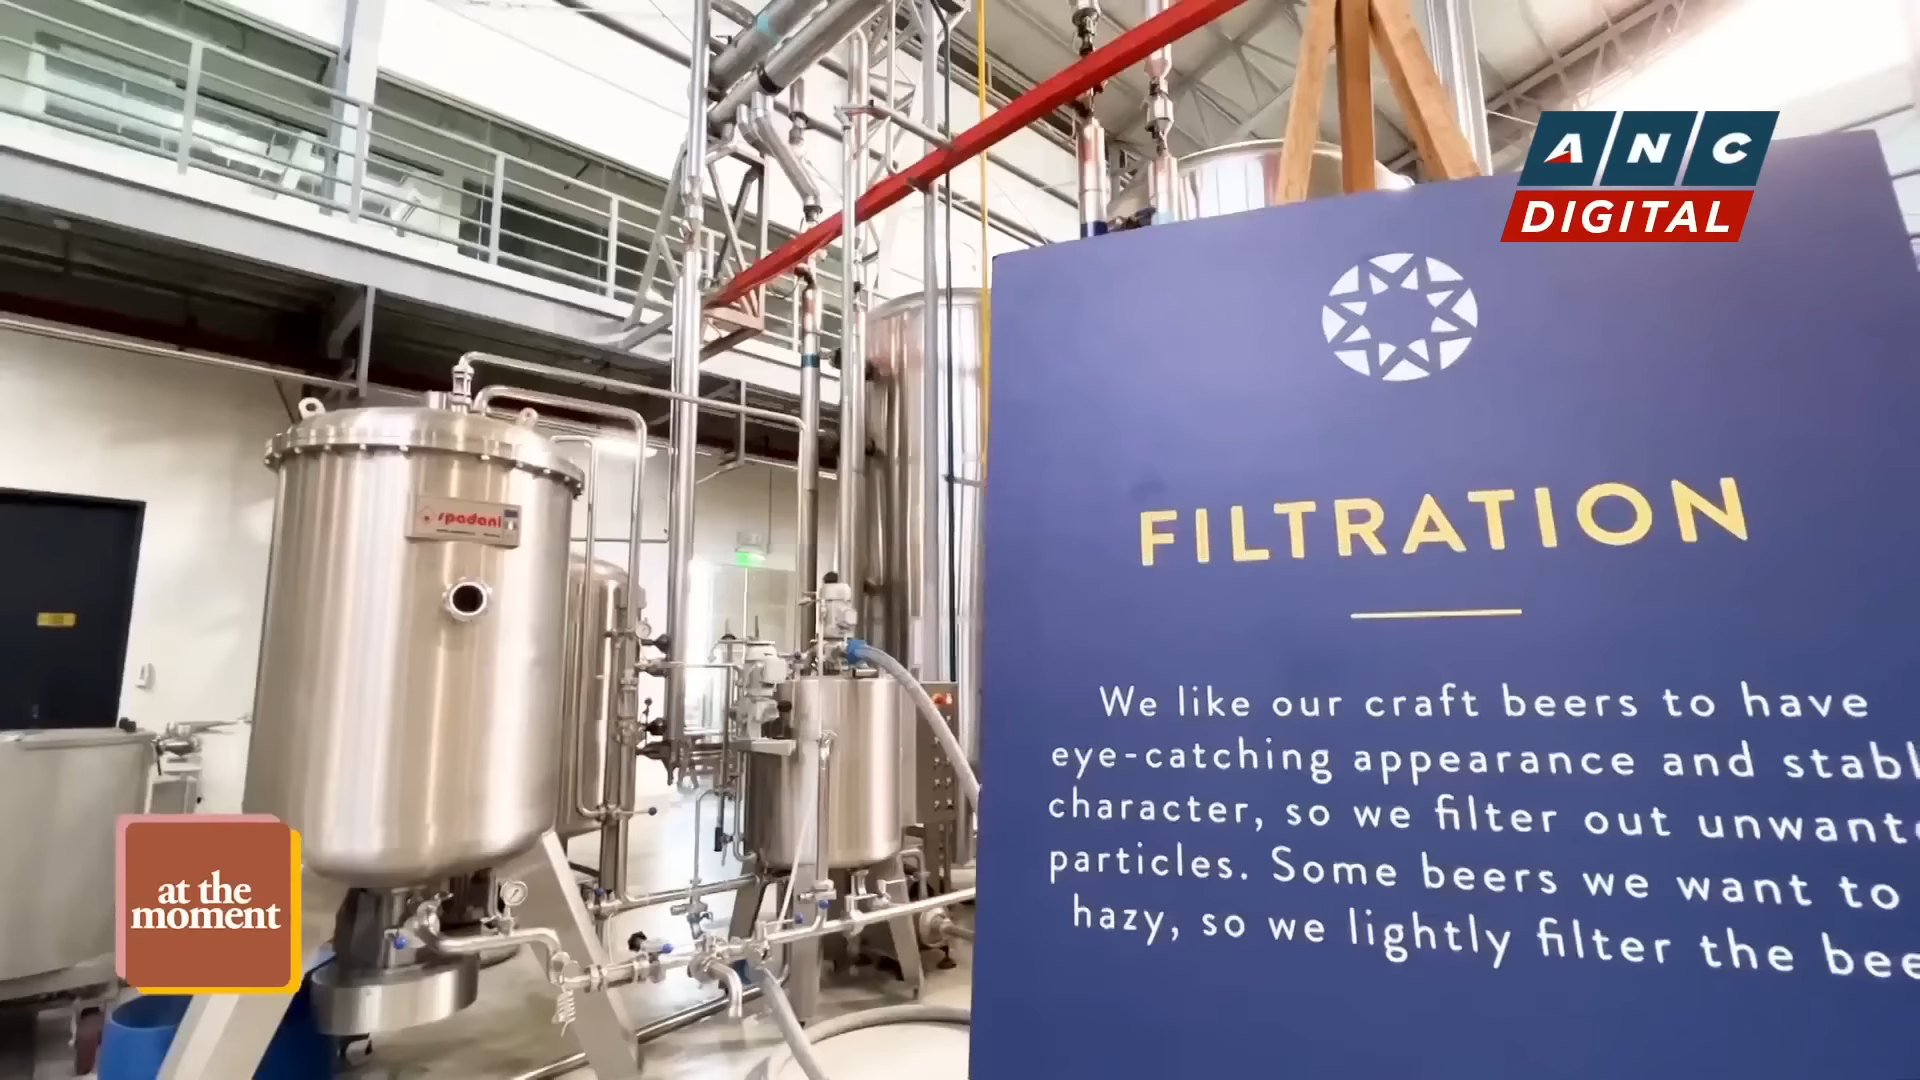 ANC
DIGITAL
spadani
FILTRATION
We like our craft beers to have
eye-catching appearance and stabl
character, so we filter out unwant
particles. Some beers we want to
hazy, so we lightly filter the bee
at the
moment